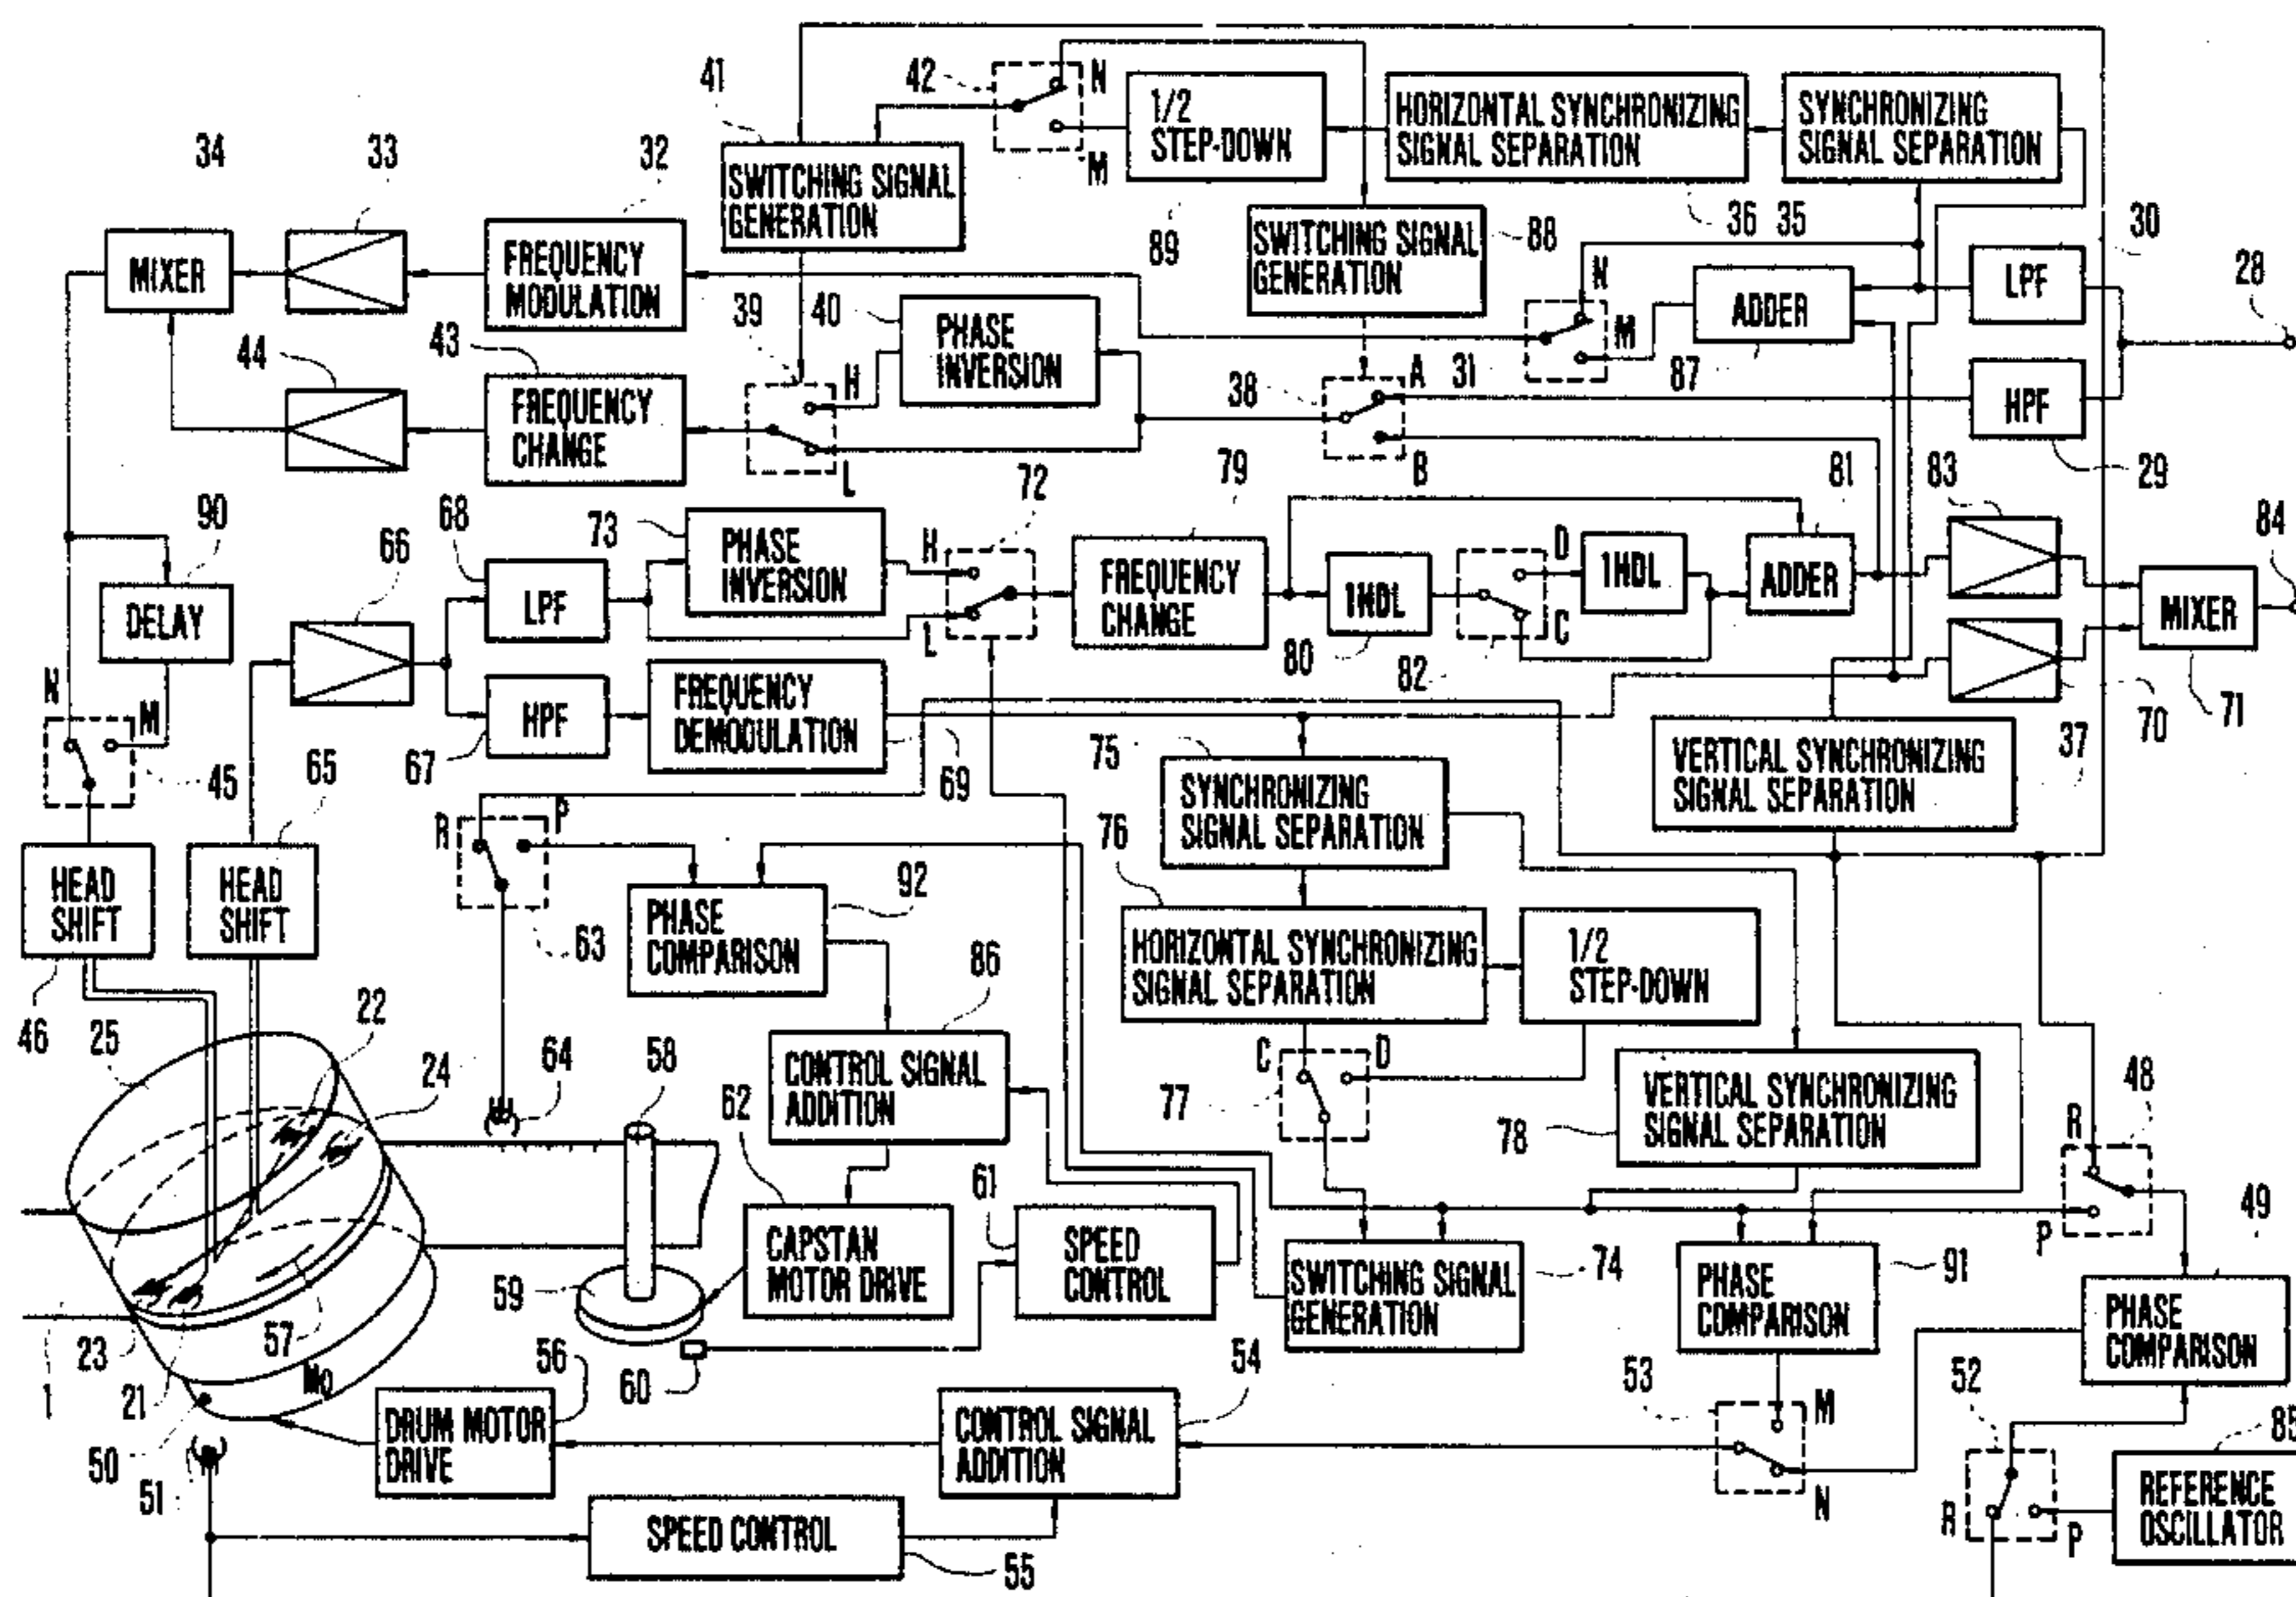 41
42
N
M
1/2
STEP-DOWN
HORIZONTAL SYNCHRONIZING
SIGNAL SEPARATION
SYNCHRONIZING
SIGNAL SEPARATION
34
33
32
SWITCHING SIGNAL
GENERATION
89
SWITCHING SIGNAL
GENERATION
88
36
35
30
28
MIXER
FREQUENCY
MODULATION
39
40
PHASE
INVERSION
N
M
ADDER
87
LPF
44
43
FREQUENCY
CHANGE
H
L
38
A
31
B
HPF
29
90
DELAY
66
68
LPF
73
PHASE
INVERSION
H
L
72
79
FREQUENCY
CHANGE
1HDL
80
D
C
82
1HDL
81
ADDER
83
84
MIXER
71
70
37
N
M
45
67
HPF
FREQUENCY
DEMODULATION
69
75
SYNCHRONIZING
SIGNAL SEPARATION
VERTICAL SYNCHRONIZING
SIGNAL SEPARATION
65
HEAD
SHIFT
HEAD
SHIFT
46
R
P
63
PHASE
COMPARISON
92
76
HORIZONTAL SYNCHRONIZING
SIGNAL SEPARATION
1/2
STEP-DOWN
25
22
24
64
58
62
CONTROL SIGNAL
ADDITION
86
C
D
77
78
VERTICAL SYNCHRONIZING
SIGNAL SEPARATION
48
R
P
49
59
CAPSTAN
MOTOR DRIVE
61
SPEED
CONTROL
SWITCHING SIGNAL
GENERATION
74
PHASE
COMPARISON
91
PHASE
COMPARISON
1
23
21
57
Mo
50
51
56
60
DRUM MOTOR
DRIVE
54
CONTROL SIGNAL
ADDITION
53
M
N
52
R
P
85
REFERENCE
OSCILLATOR
SPEED CONTROL
55